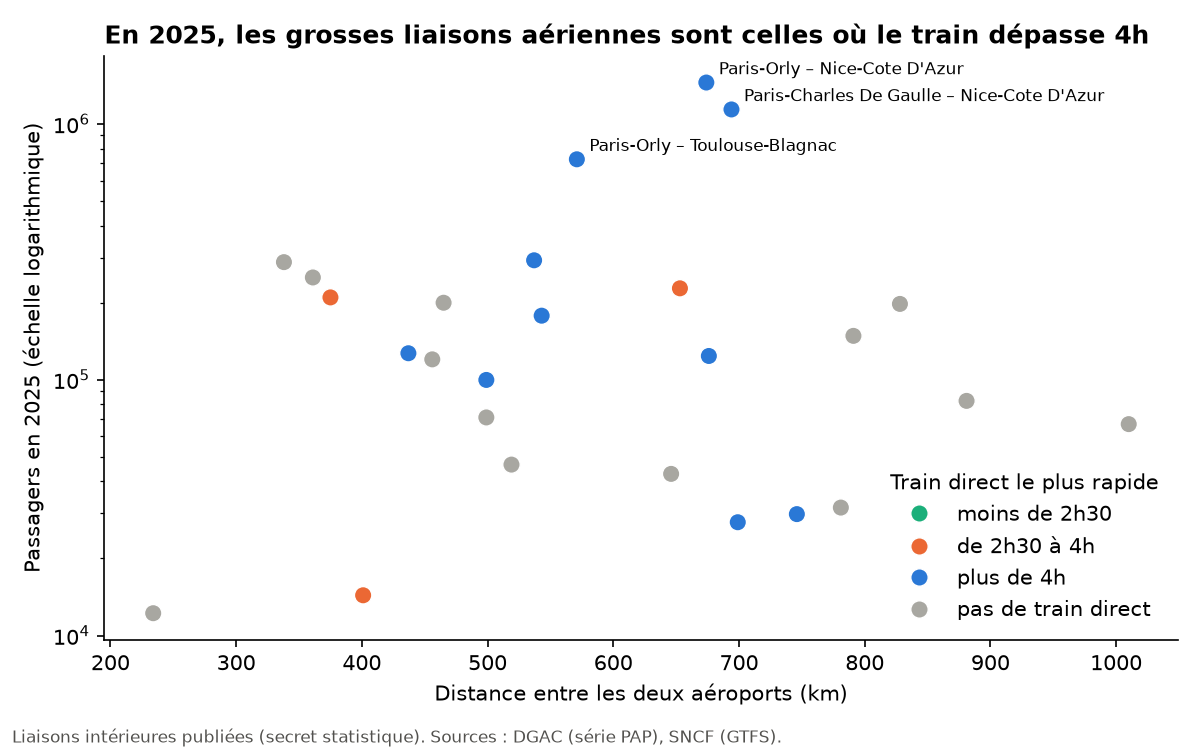 En 2025, les grosses liaisons aériennes sont celles où le train dépasse 4h
Paris-Orly – Nice-Cote D'Azur
Paris-Charles De Gaulle – Nice-Cote D'Azur
Paris-Orly – Toulouse-Blagnac
Passagers en 2025 (échelle logarithmique)
10⁶
10⁵
10⁴
Train direct le plus rapide
moins de 2h30
de 2h30 à 4h
plus de 4h
pas de train direct
200 300 400 500 600 700 800 900 1000
Distance entre les deux aéroports (km)
Liaisons intérieures publiées (secret statistique). Sources : DGAC (série PAP), SNCF (GTFS).